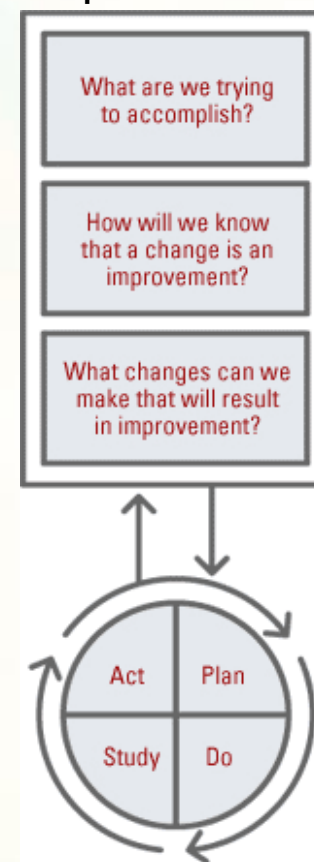 What are we trying
to accomplish?
How will we know
that a change is an
improvement?
What changes can we
make that will result
in improvement?
Act
Plan
Study
Do